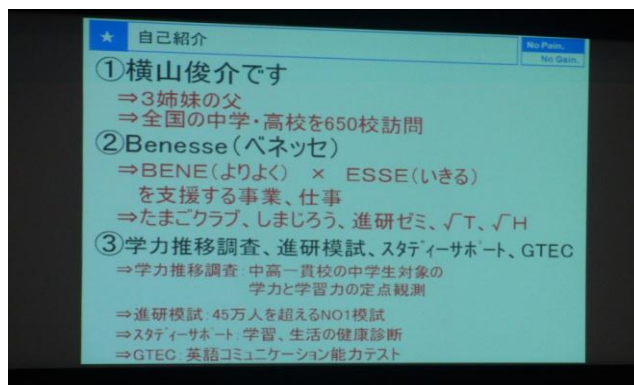 ★ 自己紹介
No Pain,
No Gain.
①横山俊介です
⇒3姉妹の父
⇒全国の中学・高校を650校訪問
②Benesse(ベネッセ)
⇒BENE(よりよく) × ESSE(いきる)
を支援する事業、仕事
⇒たまごクラブ、しまじろう、進研ゼミ、√T、√H
③学力推移調査、進研模試、スタディーサポート、GTEC
⇒学力推移調査:中高一貫校の中学生対象の
学力と学習力の定点観測
⇒進研模試:45万人を超えるNO1模試
⇒スタディーサポート:学習、生活の健康診断
⇒GTEC:英語コミュニケーション能力テスト